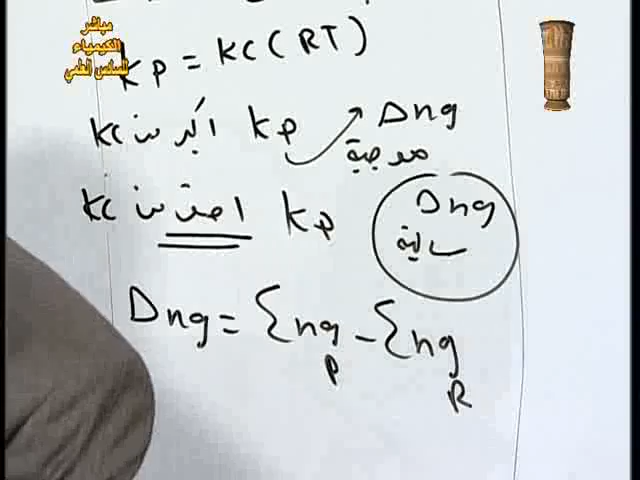 مباشر
الكيمياء
للسادس العلمي
Kp = Kc (RT)
Kp اكبر من Kc Δng موجبة
Kp اصغر من Kc Δng سالبة
Δng = Σng P - Σng R